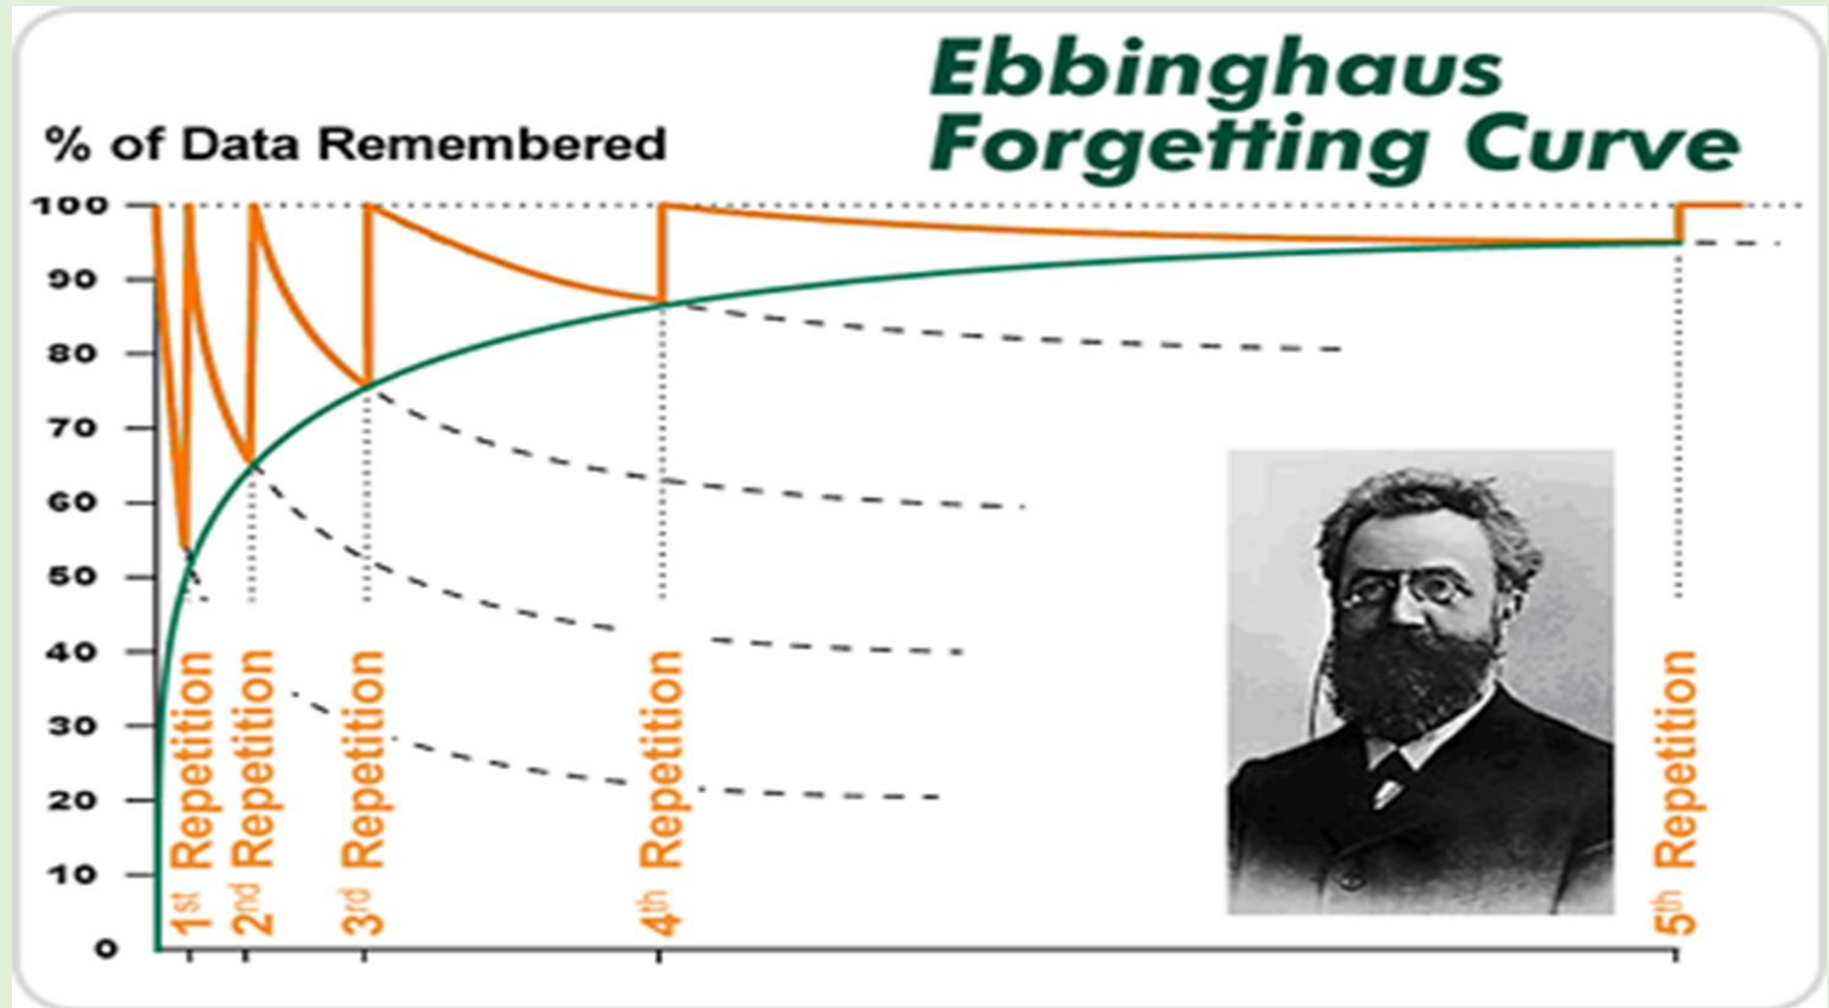 Ebbinghaus
Forgetting Curve
% of Data Remembered
100
90
80
70
60
50
40
30
20
10
0
1st Repetition
2nd Repetition
3rd Repetition
4th Repetition
5th Repetition